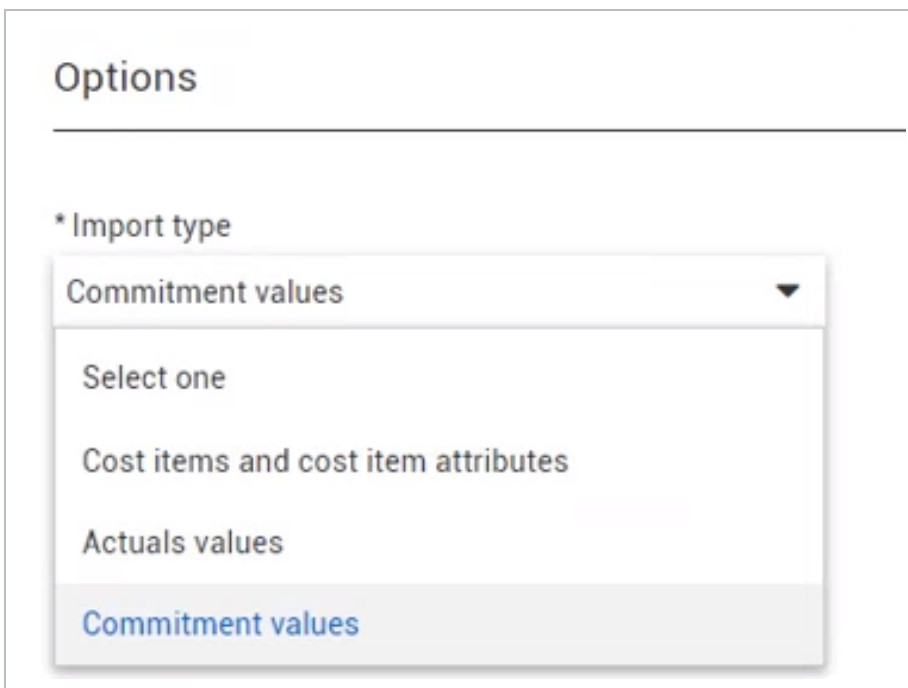 Options
* Import type
Commitment values
Select one
Cost items and cost item attributes
Actuals values
Commitment values